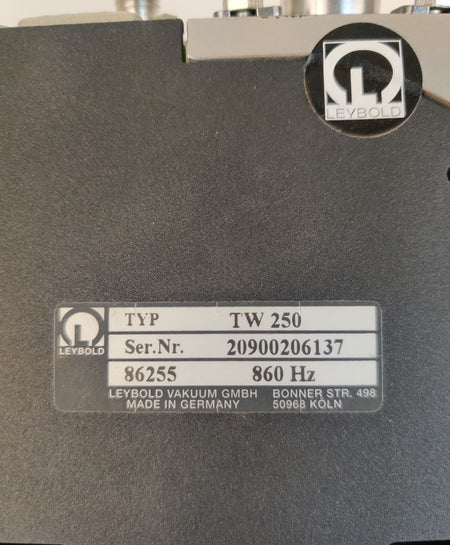 LEYBOLD
TYP TW 250
LEYBOLD Ser.Nr. 20900206137
86255 860 Hz
LEYBOLD VAKUUM GMBH BONNER STR. 498
MADE IN GERMANY 50968 KÖLN